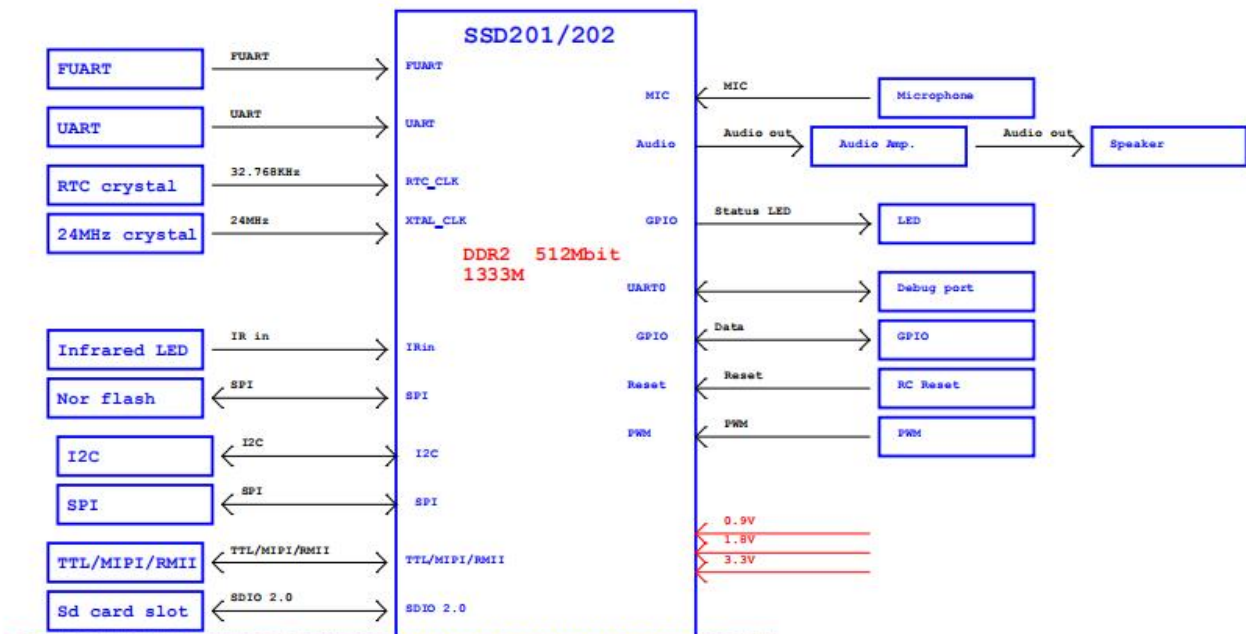 SSD201/202
FUART FUART FUART
UART UART UART
RTC crystal 32.768KHz RTC_CLK
24MHz crystal 24MHz XTAL_CLK
DDR2 512Mbit
1333M
Infrared LED IR in IRin
Nor flash SPI SPI
I2C I2C I2C
SPI SPI SPI
TTL/MIPI/RMII TTL/MIPI/RMII TTL/MIPI/RMII
Sd card slot SDIO 2.0 SDIO 2.0
MIC MIC Microphone
Audio Audio out Audio Amp. Audio out Speaker
GPIO Status LED LED
UART0 Debug port
GPIO Data GPIO
Reset Reset RC Reset
PWM PWM PWM
0.9V
1.8V
3.3V